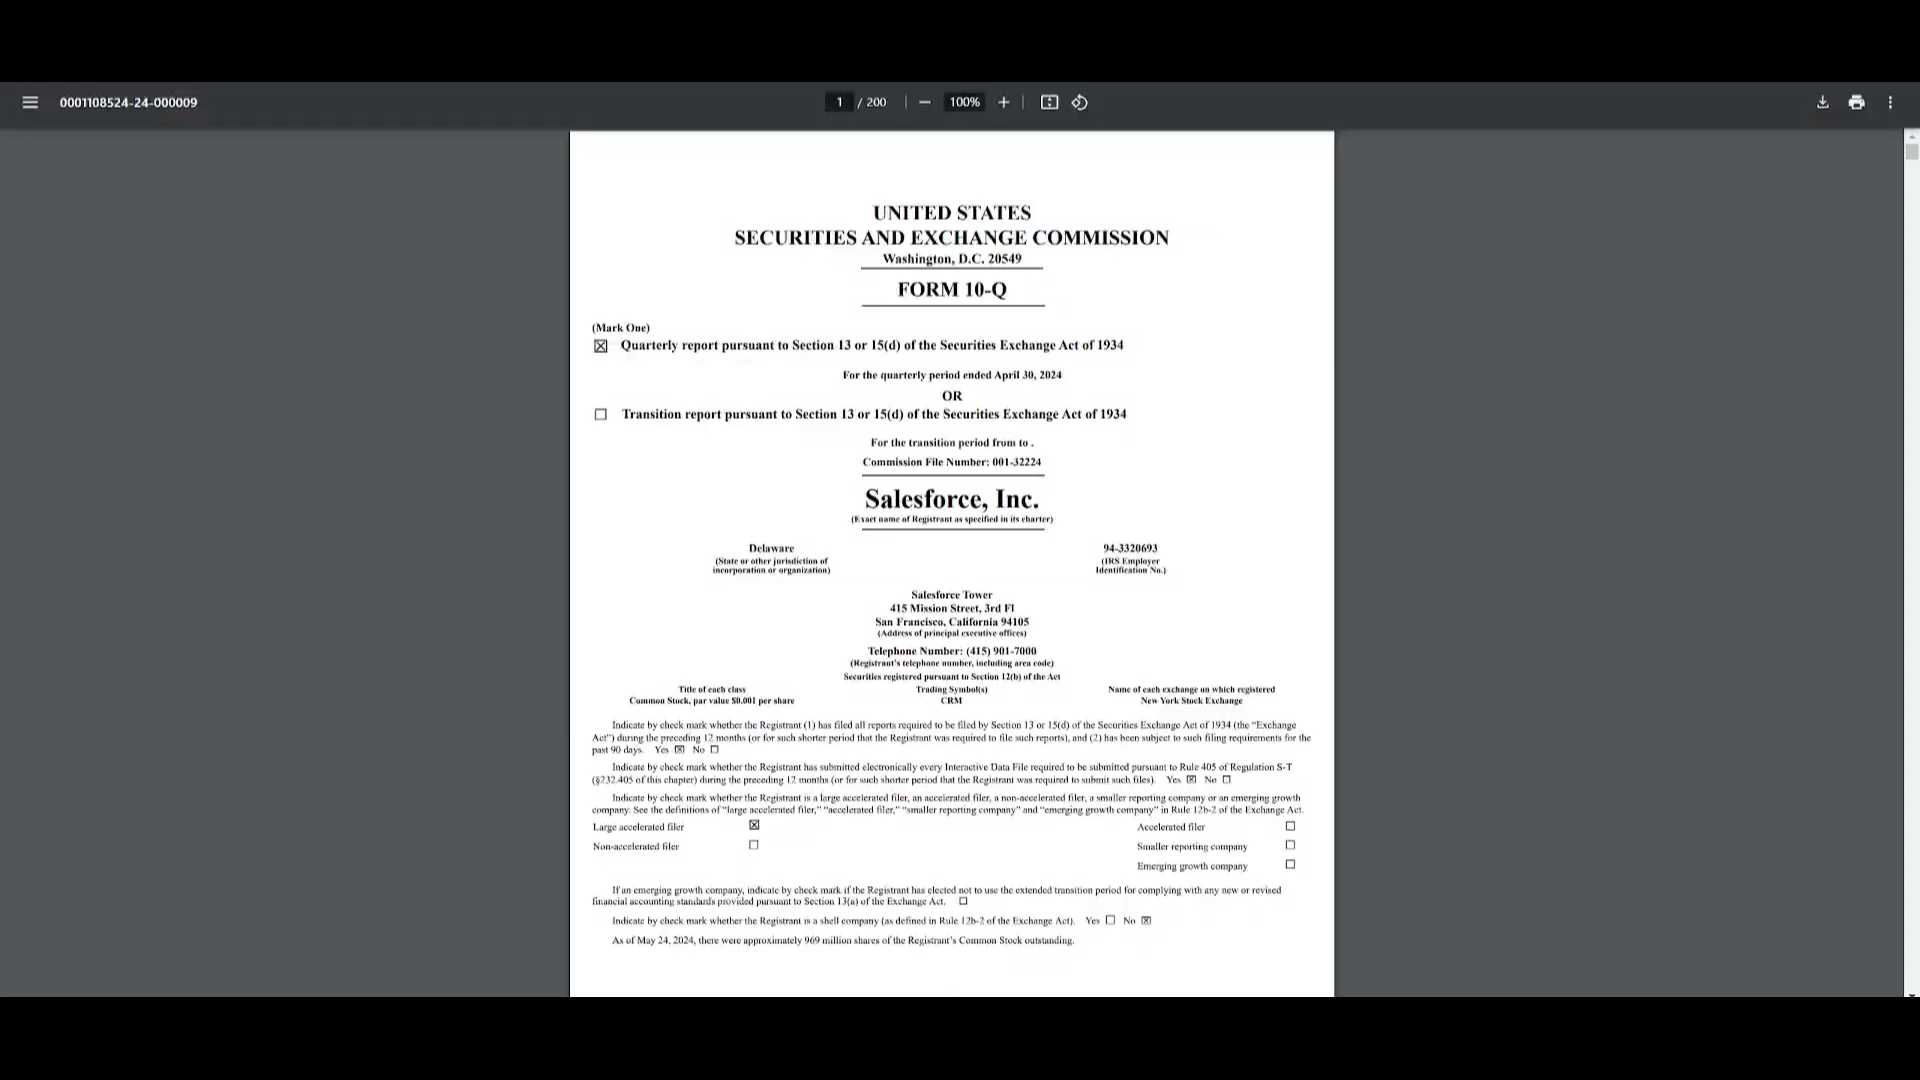 0001108524-24-000009
1 / 200
100%
UNITED STATES
SECURITIES AND EXCHANGE COMMISSION
Washington, D.C. 20549
FORM 10-Q
(Mark One)
☒ Quarterly report pursuant to Section 13 or 15(d) of the Securities Exchange Act of 1934
For the quarterly period ended April 30, 2024
OR
☐ Transition report pursuant to Section 13 or 15(d) of the Securities Exchange Act of 1934
For the transition period from to .
Commission File Number: 001-32224
Salesforce, Inc.
(Exact name of Registrant as specified in its charter)
Delaware 94-3320693
(State or other jurisdiction of (IRS Employer
incorporation or organization) Identification No.)
Salesforce Tower
415 Mission Street, 3rd Fl
San Francisco, California 94105
(Address of principal executive offices)
Telephone Number: (415) 901-7000
(Registrant's telephone number, including area code)
Securities registered pursuant to Section 12(b) of the Act
Title of each class Trading Symbol(s) Name of each exchange on which registered
Common Stock, par value $0.001 per share CRM New York Stock Exchange
Indicate by check mark whether the Registrant (1) has filed all reports required to be filed by Section 13 or 15(d) of the Securities Exchange Act of 1934 (the “Exchange
Act”) during the preceding 12 months (or for such shorter period that the Registrant was required to file such reports), and (2) has been subject to such filing requirements for the
past 90 days. Yes ☒ No ☐
Indicate by check mark whether the Registrant has submitted electronically every Interactive Data File required to be submitted pursuant to Rule 405 of Regulation S-T
(§232.405 of this chapter) during the preceding 12 months (or for such shorter period that the Registrant was required to submit such files). Yes ☒ No ☐
Indicate by check mark whether the Registrant is a large accelerated filer, an accelerated filer, a non-accelerated filer, a smaller reporting company or an emerging growth
company. See the definitions of “large accelerated filer,” “accelerated filer,” “smaller reporting company” and “emerging growth company” in Rule 12b-2 of the Exchange Act.
Large accelerated filer ☒ Accelerated filer ☐
Non-accelerated filer ☐ Smaller reporting company ☐
Emerging growth company ☐
If an emerging growth company, indicate by check mark if the Registrant has elected not to use the extended transition period for complying with any new or revised
financial accounting standards provided pursuant to Section 13(a) of the Exchange Act. ☐
Indicate by check mark whether the Registrant is a shell company (as defined in Rule 12b-2 of the Exchange Act). Yes ☐ No ☒
As of May 24, 2024, there were approximately 969 million shares of the Registrant's Common Stock outstanding.